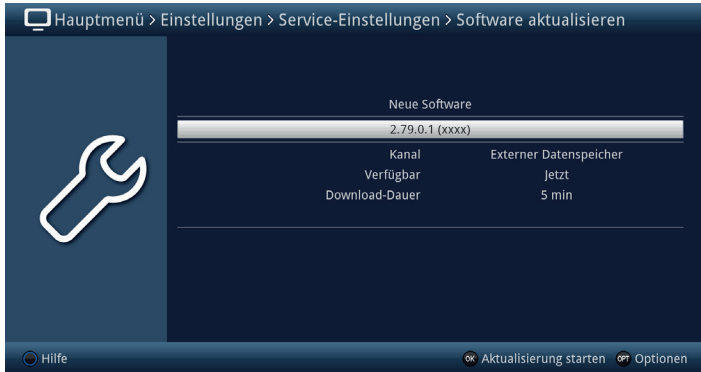 Hauptmenü > Einstellungen > Service-Einstellungen > Software aktualisieren
Neue Software
2.79.0.1 (xxxx)
Kanal Externer Datenspeicher
Verfügbar Jetzt
Download-Dauer 5 min
Hilfe OK Aktualisierung starten OPT Optionen